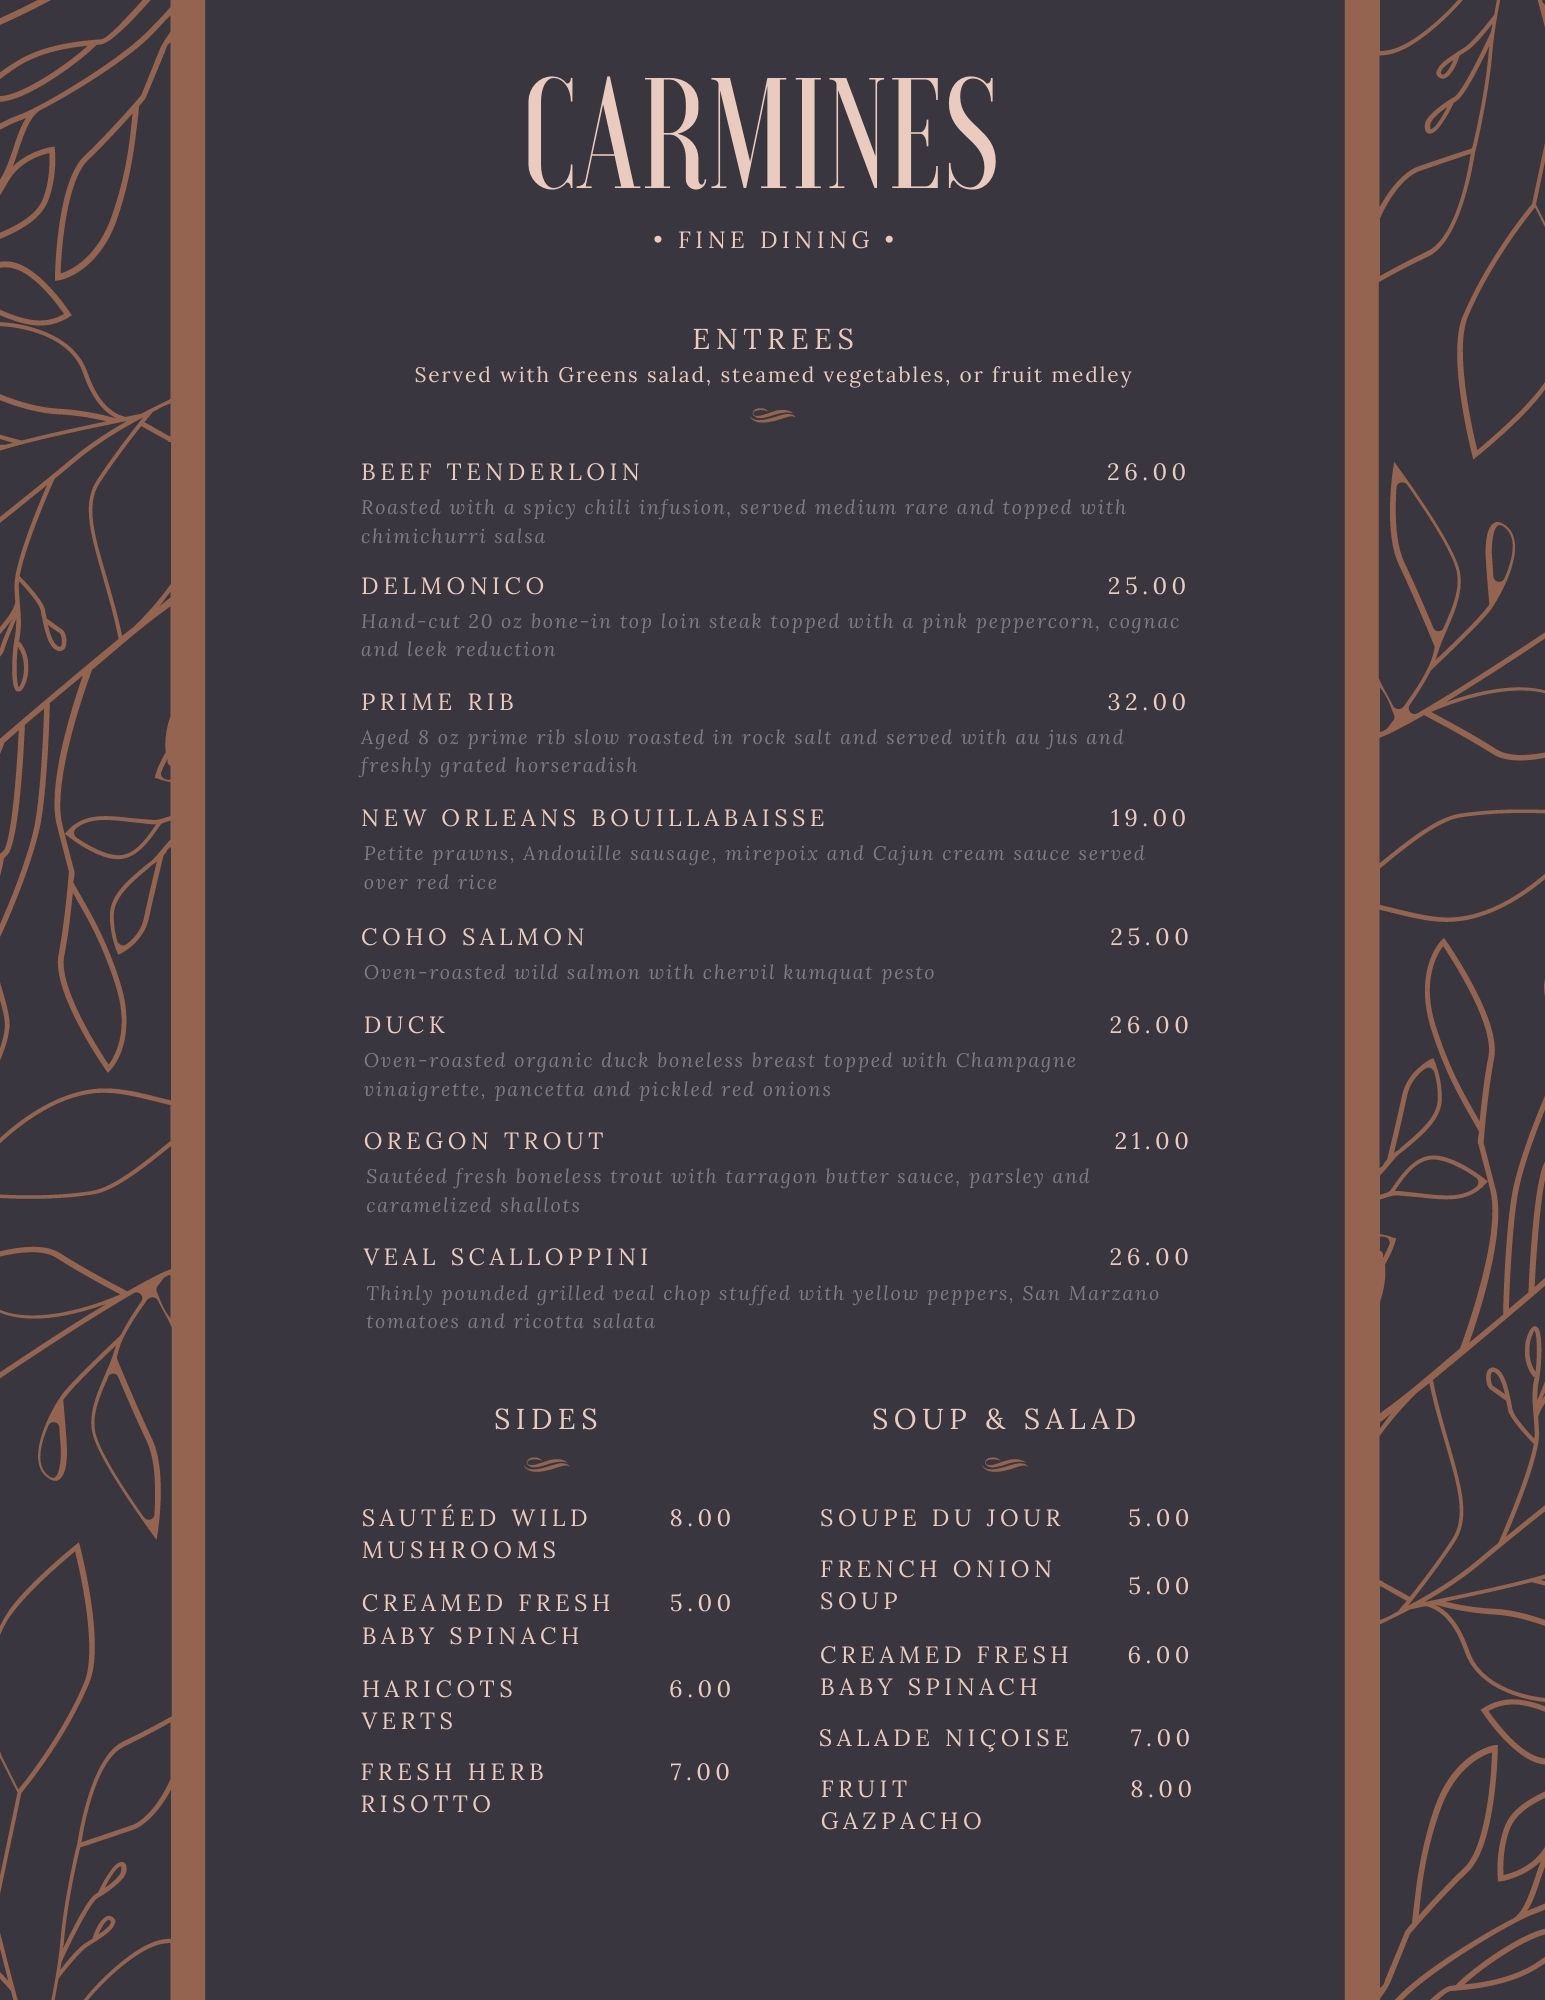 CARMINES
• FINE DINING •
ENTREES
Served with Greens salad, steamed vegetables, or fruit medley
BEEF TENDERLOIN 26.00
Roasted with a spicy chili infusion, served medium rare and topped with
chimichurri salsa
DELMONICO 25.00
Hand-cut 20 oz bone-in top loin steak topped with a pink peppercorn, cognac
and leek reduction
PRIME RIB 32.00
Aged 8 oz prime rib slow roasted in rock salt and served with au jus and
freshly grated horseradish
NEW ORLEANS BOUILLABAISSE 19.00
Petite prawns, Andouille sausage, mirepoix and Cajun cream sauce served
over red rice
COHO SALMON 25.00
Oven-roasted wild salmon with chervil kumquat pesto
DUCK 26.00
Oven-roasted organic duck boneless breast topped with Champagne
vinaigrette, pancetta and pickled red onions
OREGON TROUT 21.00
Sautéed fresh boneless trout with tarragon butter sauce, parsley and
caramelized shallots
VEAL SCALLOPPINI 26.00
Thinly pounded grilled veal chop stuffed with yellow peppers, San Marzano
tomatoes and ricotta salata
SIDES
SAUTÉED WILD 8.00
MUSHROOMS
CREAMED FRESH 5.00
BABY SPINACH
HARICOTS 6.00
VERTS
FRESH HERB 7.00
RISOTTO
SOUP & SALAD
SOUPE DU JOUR 5.00
FRENCH ONION
SOUP 5.00
CREAMED FRESH 6.00
BABY SPINACH
SALADE NIÇOISE 7.00
FRUIT 8.00
GAZPACHO